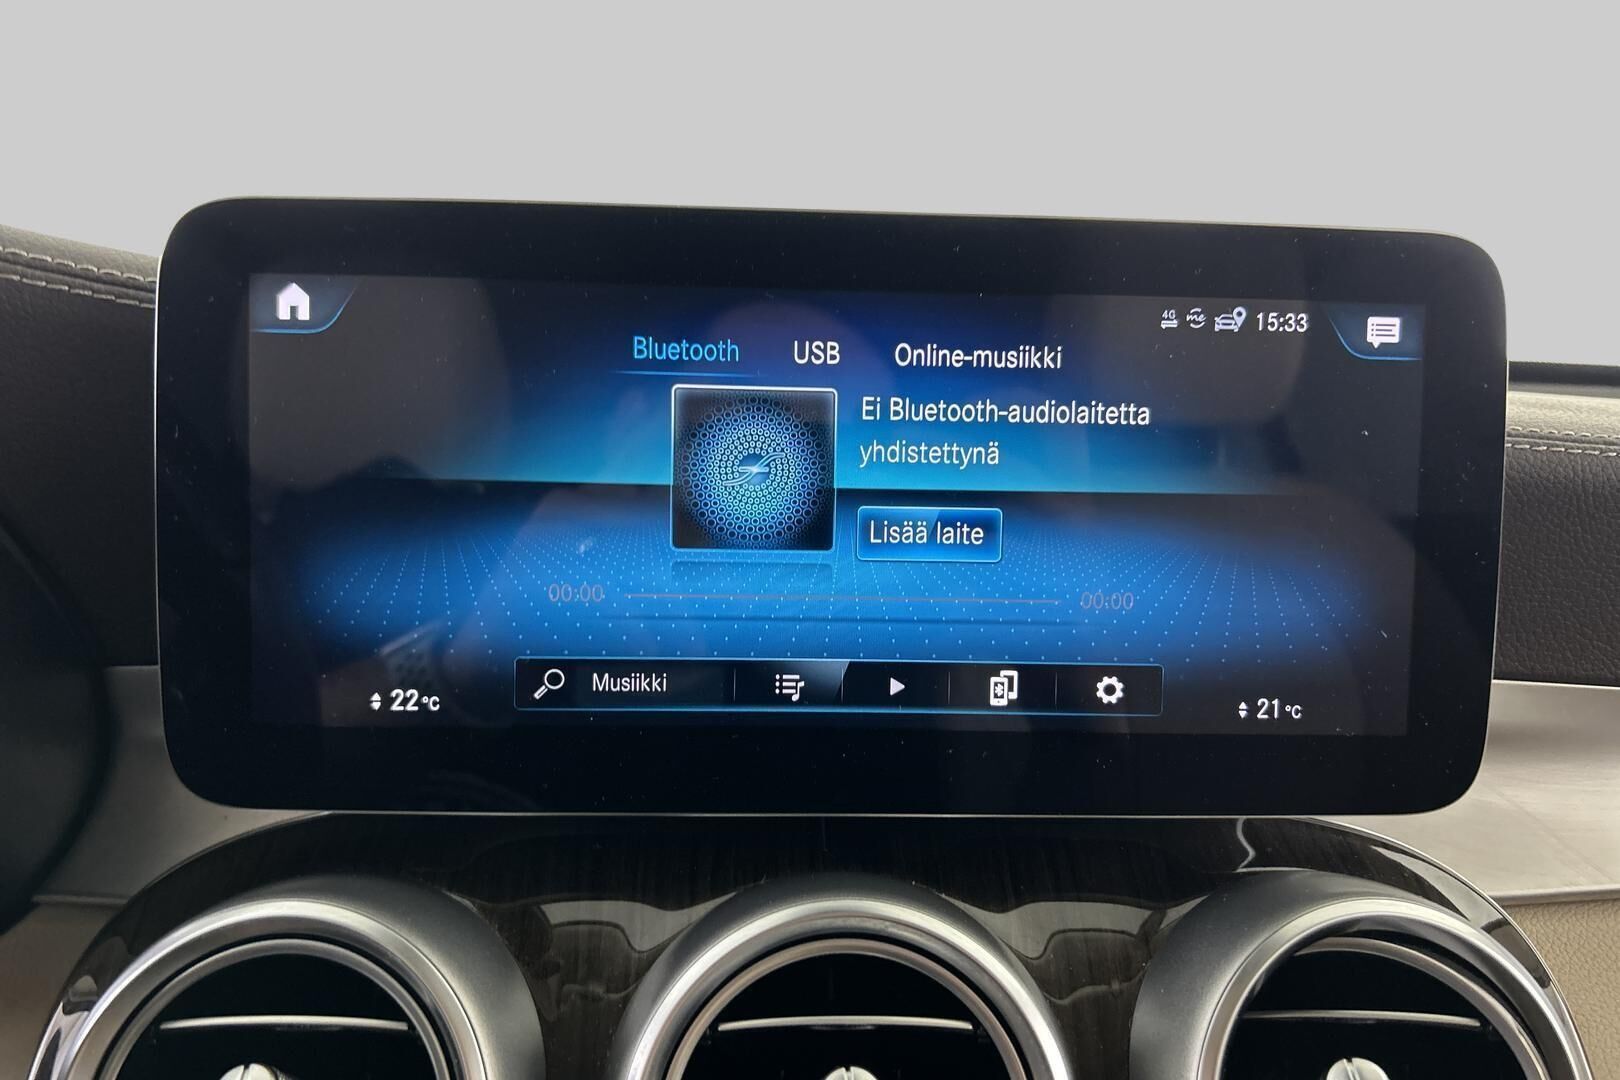 4G me 15:33
Bluetooth USB Online-musiikki
Ei Bluetooth-audiolaitetta
yhdistettynä
Lisää laite
00:00 00:00
Musiikki
22°C 21°C